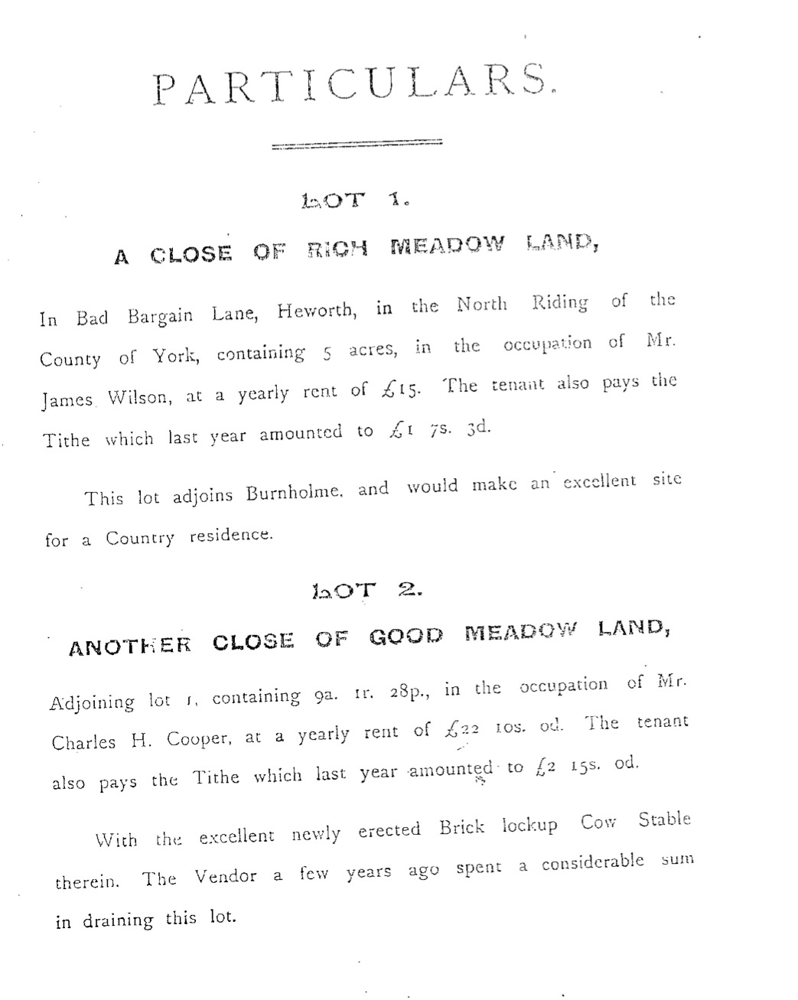 PARTICULARS.
LOT 1.
A CLOSE OF RICH MEADOW LAND,
In Bad Bargain Lane, Heworth, in the North Riding of the
County of York, containing 5 acres, in the occupation of Mr.
James Wilson, at a yearly rent of £15. The tenant also pays the
Tithe which last year amounted to £1 7s. 3d.
This lot adjoins Burnholme, and would make an excellent site
for a Country residence.
LOT 2.
ANOTHER CLOSE OF GOOD MEADOW LAND,
Adjoining lot 1, containing 9a. 1r. 28p., in the occupation of Mr.
Charles H. Cooper, at a yearly rent of £22 10s. 0d. The tenant
also pays the Tithe which last year amounted to £2 15s. 0d.
With the excellent newly erected Brick lockup Cow Stable
therein. The Vendor a few years ago spent a considerable sum
in draining this lot.